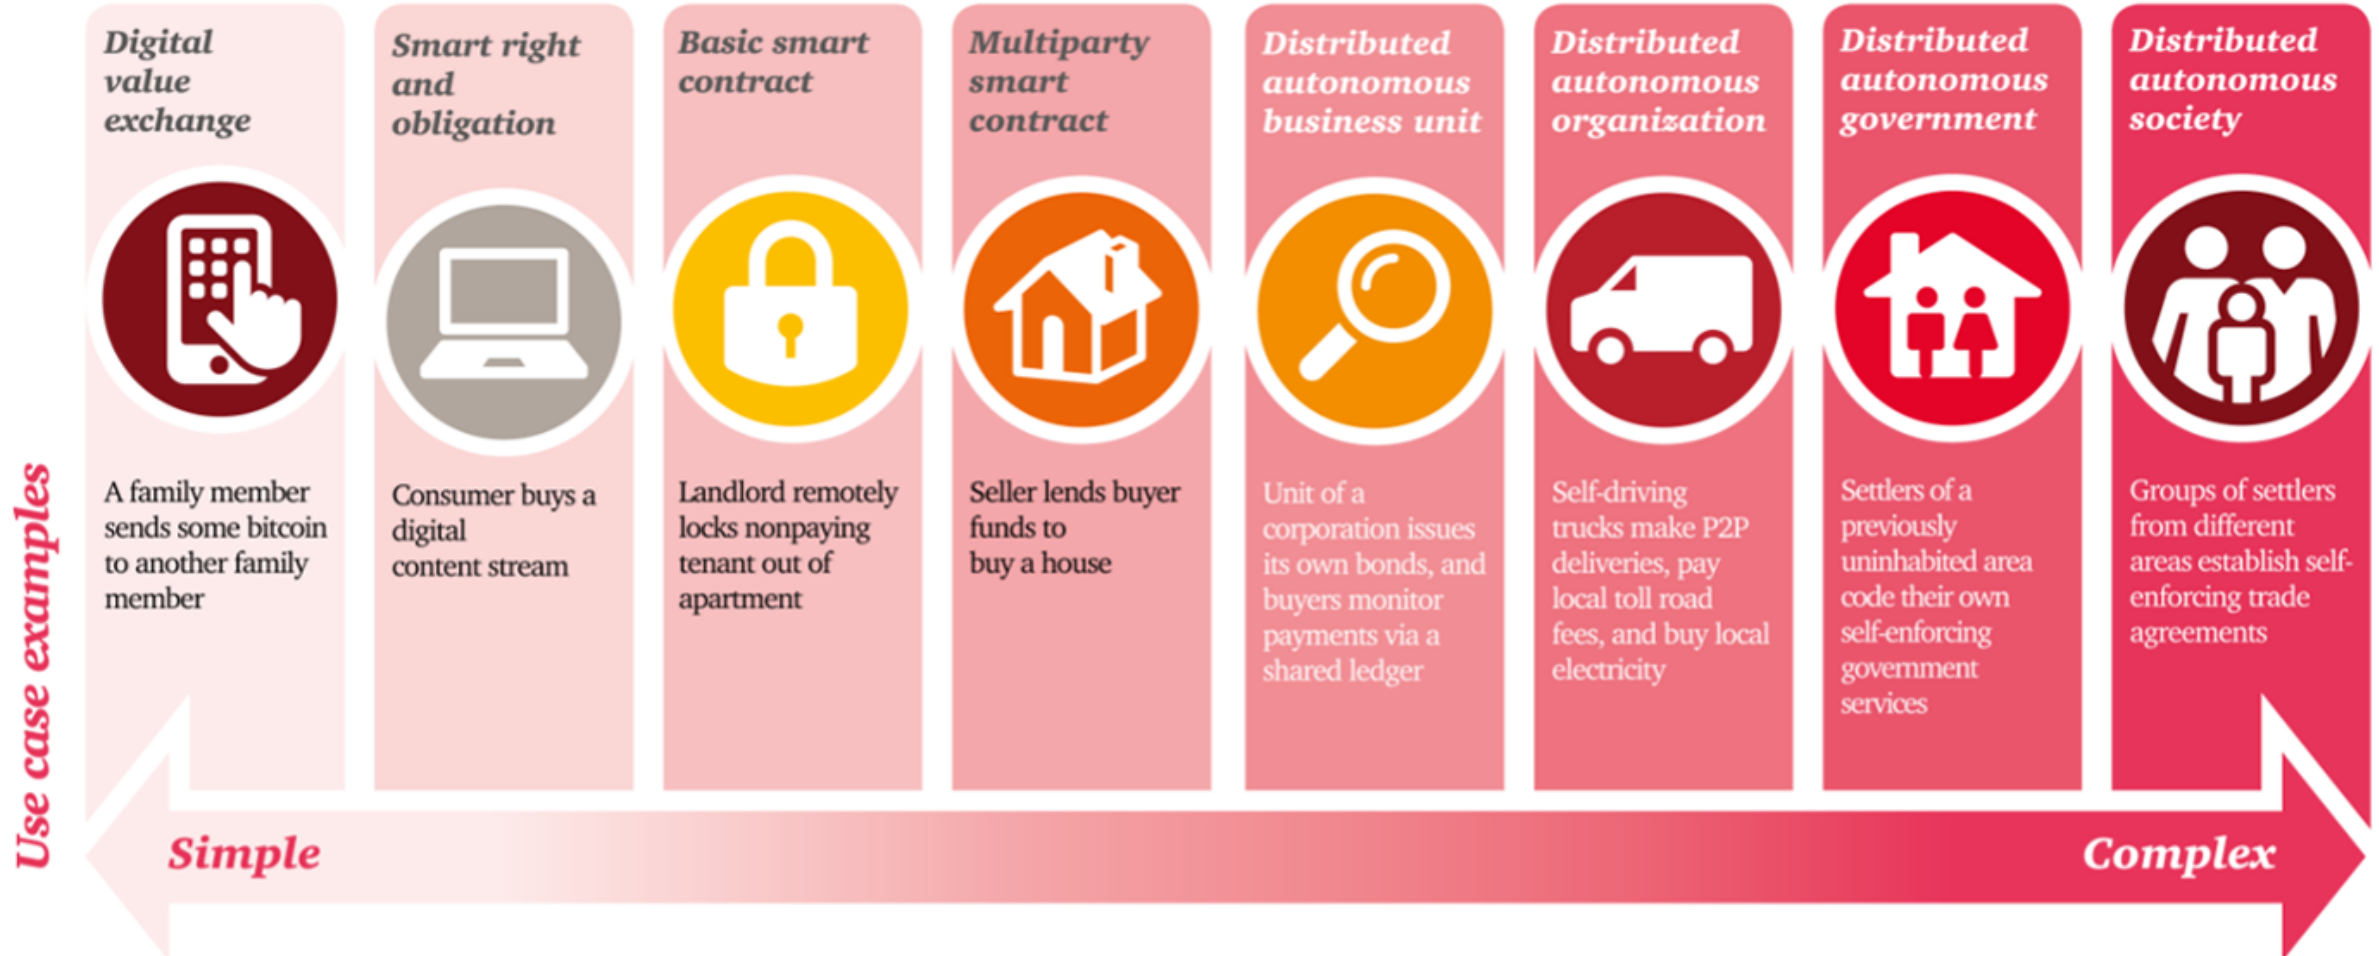 Digital
value
exchange
A family member
sends some bitcoin
to another family
member
Smart right
and
obligation
Consumer buys a
digital
content stream
Basic smart
contract
Landlord remotely
locks nonpaying
tenant out of
apartment
Multiparty
smart
contract
Seller lends buyer
funds to
buy a house
Distributed
autonomous
business unit
Unit of a
corporation issues
its own bonds, and
buyers monitor
payments via a
shared ledger
Distributed
autonomous
organization
Self-driving
trucks make P2P
deliveries, pay
local toll road
fees, and buy local
electricity
Distributed
autonomous
government
Settlers of a
previously
uninhabited area
code their own
self-enforcing
government
services
Distributed
autonomous
society
Groups of settlers
from different
areas establish self-
enforcing trade
agreements
Use case examples
Simple
Complex